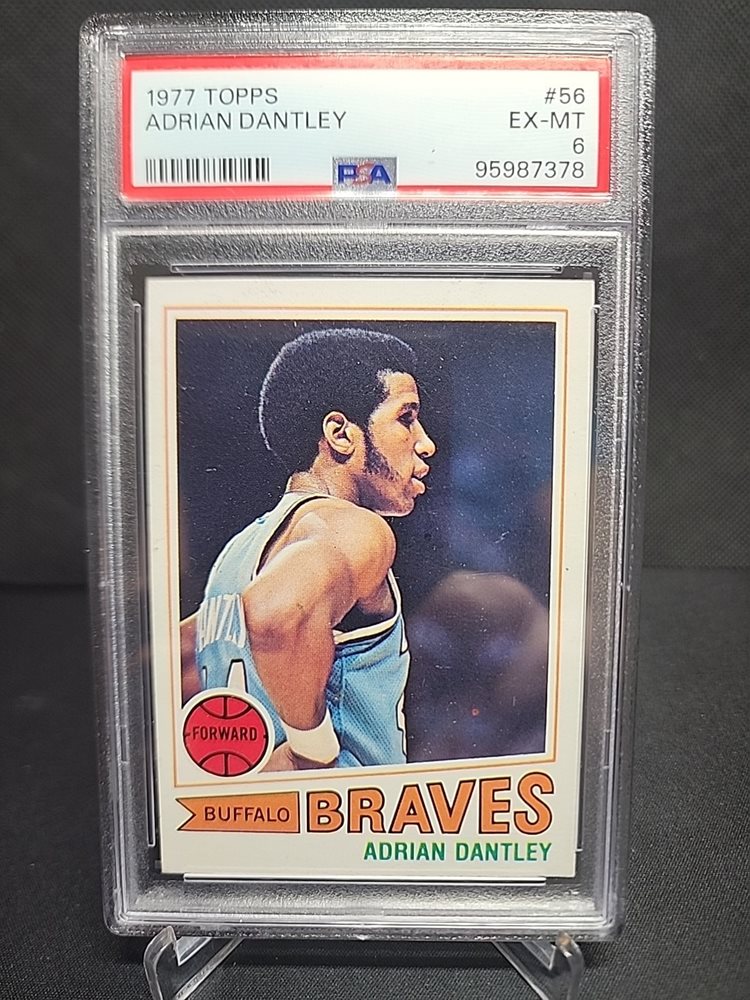 1977 TOPPS #56
ADRIAN DANTLEY EX-MT
6
PSA 95987378
FORWARD
BUFFALO BRAVES
ADRIAN DANTLEY